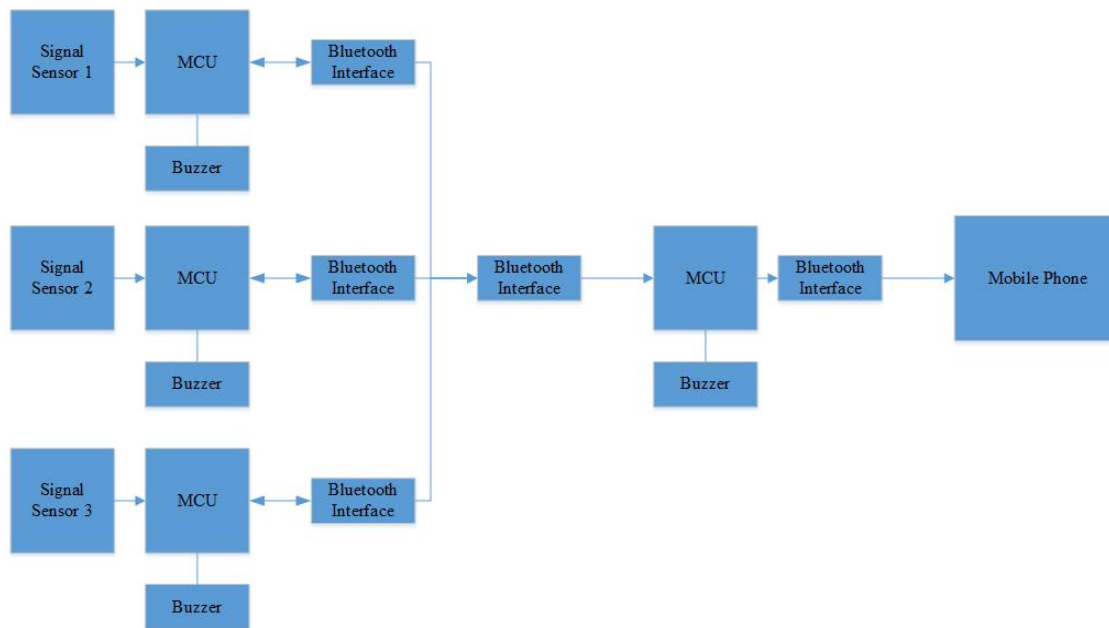 Signal
Sensor 1
MCU
Bluetooth
Interface
Buzzer
Signal
Sensor 2
MCU
Bluetooth
Interface
Bluetooth
Interface
MCU
Bluetooth
Interface
Mobile Phone
Buzzer
Buzzer
Signal
Sensor 3
MCU
Bluetooth
Interface
Buzzer